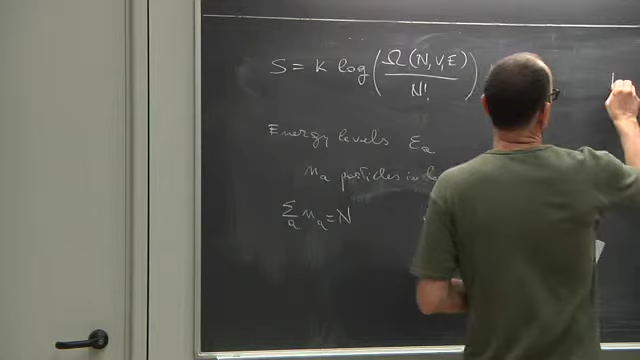 S = K log ( Ω (N, V, E) / N! )
Energy levels ε_a
n_a particles in
Σ_a n_a = N